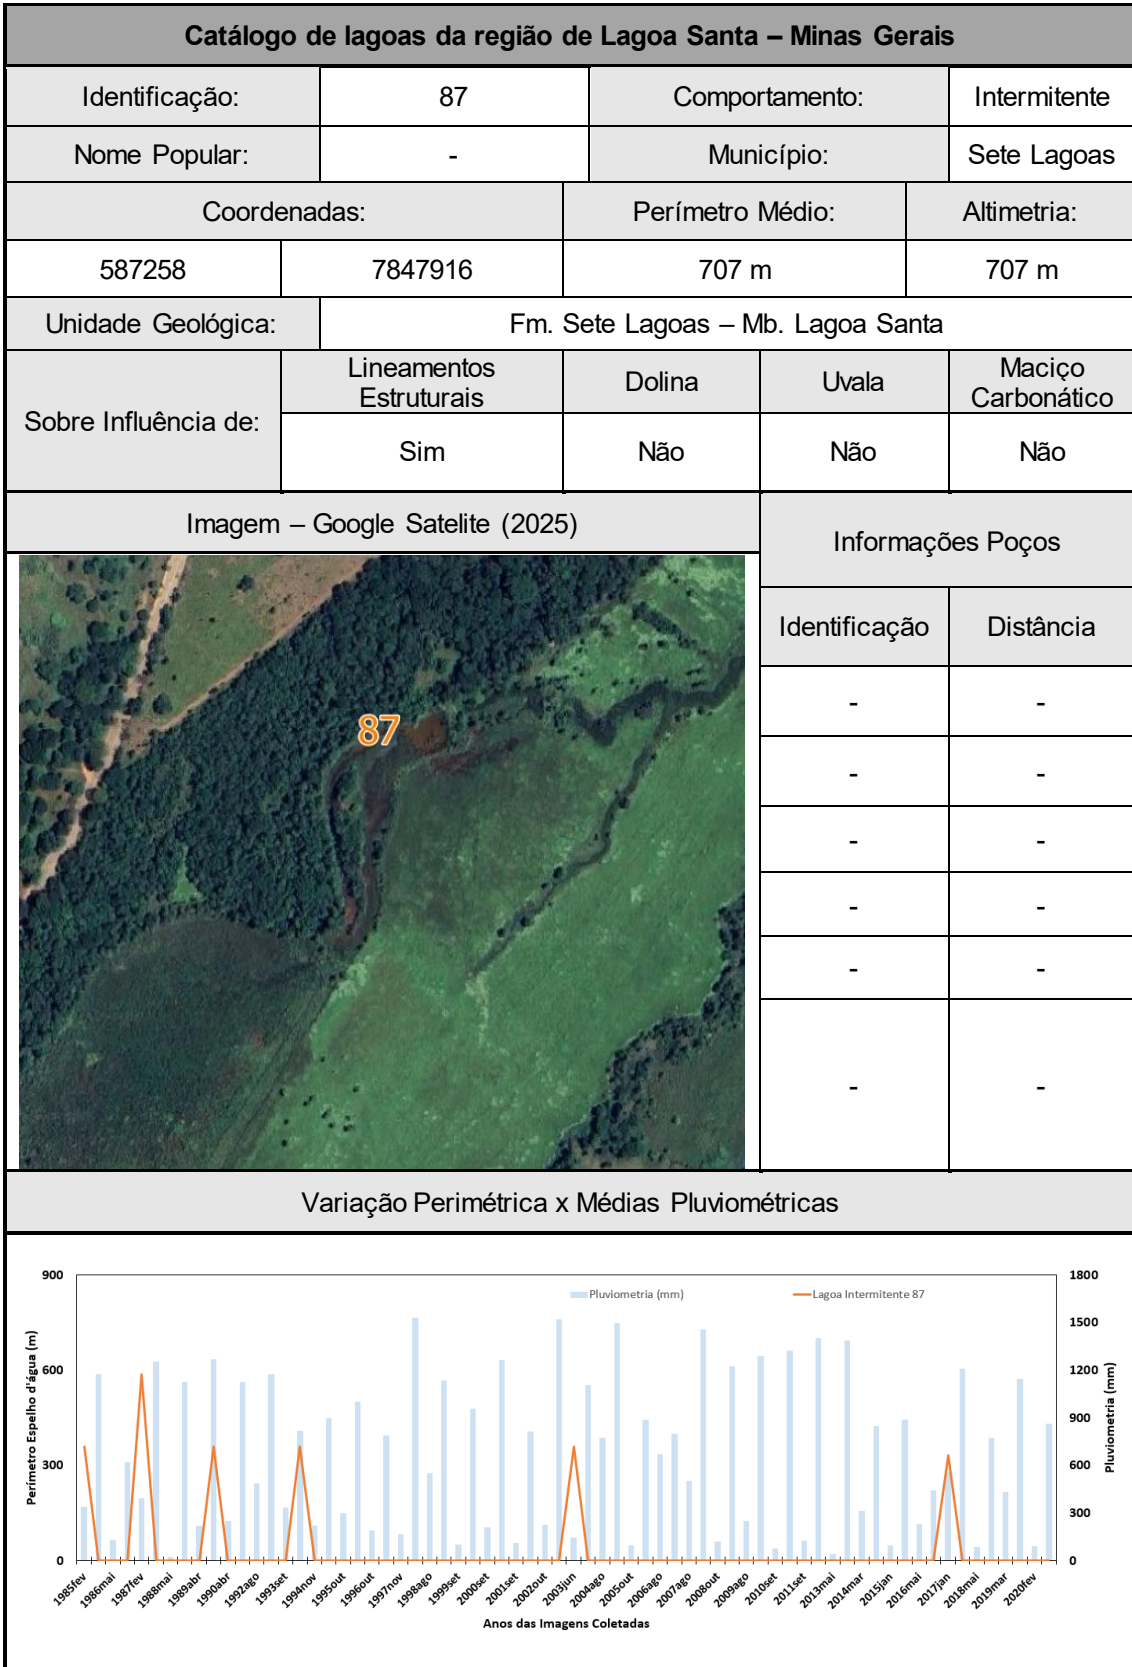 Catálogo de lagoas da região de Lagoa Santa – Minas Gerais
Identificação: 87 Comportamento: Intermitente
Nome Popular: - Município: Sete Lagoas
Coordenadas: Perímetro Médio: Altimetria:
587258 7847916 707 m 707 m
Unidade Geológica: Fm. Sete Lagoas – Mb. Lagoa Santa
Sobre Influência de:
Lineamentos
Estruturais
Dolina Uvala
Maciço
Carbonático
Sim Não Não Não
Imagem – Google Satelite (2025)
Informações Poços
Identificação Distância
- -
- -
- -
- -
- -
- -
87
Variação Perimétrica x Médias Pluviométricas
Pluviometria (mm) Lagoa Intermitente 87
Perímetro Espelho d'água (m)
900
600
300
0
1800
1500
1200
900
600
300
0
Pluviometria (mm)
1985fev 1986mai 1987fev 1988mai 1989abr 1990abr 1992ago 1993set 1994nov 1995out 1996out 1997nov 1998ago 1999set 2000set 2001set 2002out 2003jun 2004ago 2005out 2006ago 2007ago 2008out 2009ago 2010set 2011set 2013mai 2014mar 2015jan 2016mai 2017jan 2018mai 2019mar 2020fev
Anos das Imagens Coletadas